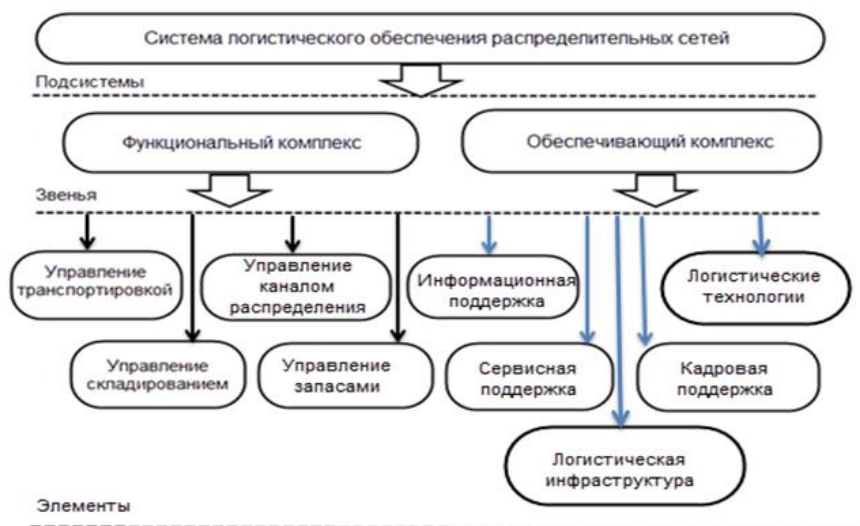 Система логистического обеспечения распределительных сетей
Подсистемы
Функциональный комплекс
Обеспечивающий комплекс
Звенья
Управление
транспортировкой
Управление
каналом
распределения
Информационная
поддержка
Логистические
технологии
Управление
складированием
Управление
запасами
Сервисная
поддержка
Кадровая
поддержка
Логистическая
инфраструктура
Элементы